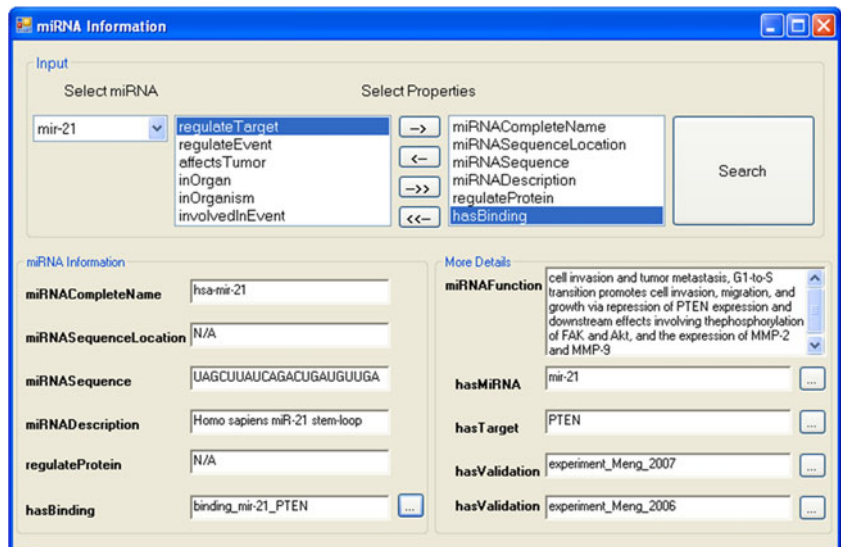 miRNA Information
Input
Select miRNA Select Properties
mir-21
regulateTarget
regulateEvent
affectsTumor
inOrgan
inOrganism
involvedInEvent
-->
<--
-->>
<<--
miRNACompleteName
miRNASequenceLocation
miRNASequence
miRNADescription
regulateProtein
hasBinding
Search
miRNA Information
miRNACompleteName hsa-mir-21
miRNASequenceLocation N/A
miRNASequence UAGCUUAUCAGACUGAUGUUGA
miRNADescription Homo sapiens miR-21 stem-loop
regulateProtein N/A
hasBinding binding_mir-21_PTEN ...
More Details
miRNAFunction cell invasion and tumor metastasis, G1-to-S
transition promotes cell invasion, migration, and
growth via repression of PTEN expression and
downstream effects involving thephosphorylation
of FAK and Akt, and the expression of MMP-2
and MMP-9
hasMiRNA mir-21 ...
hasTarget PTEN ...
hasValidation experiment_Meng_2007 ...
hasValidation experiment_Meng_2006 ...